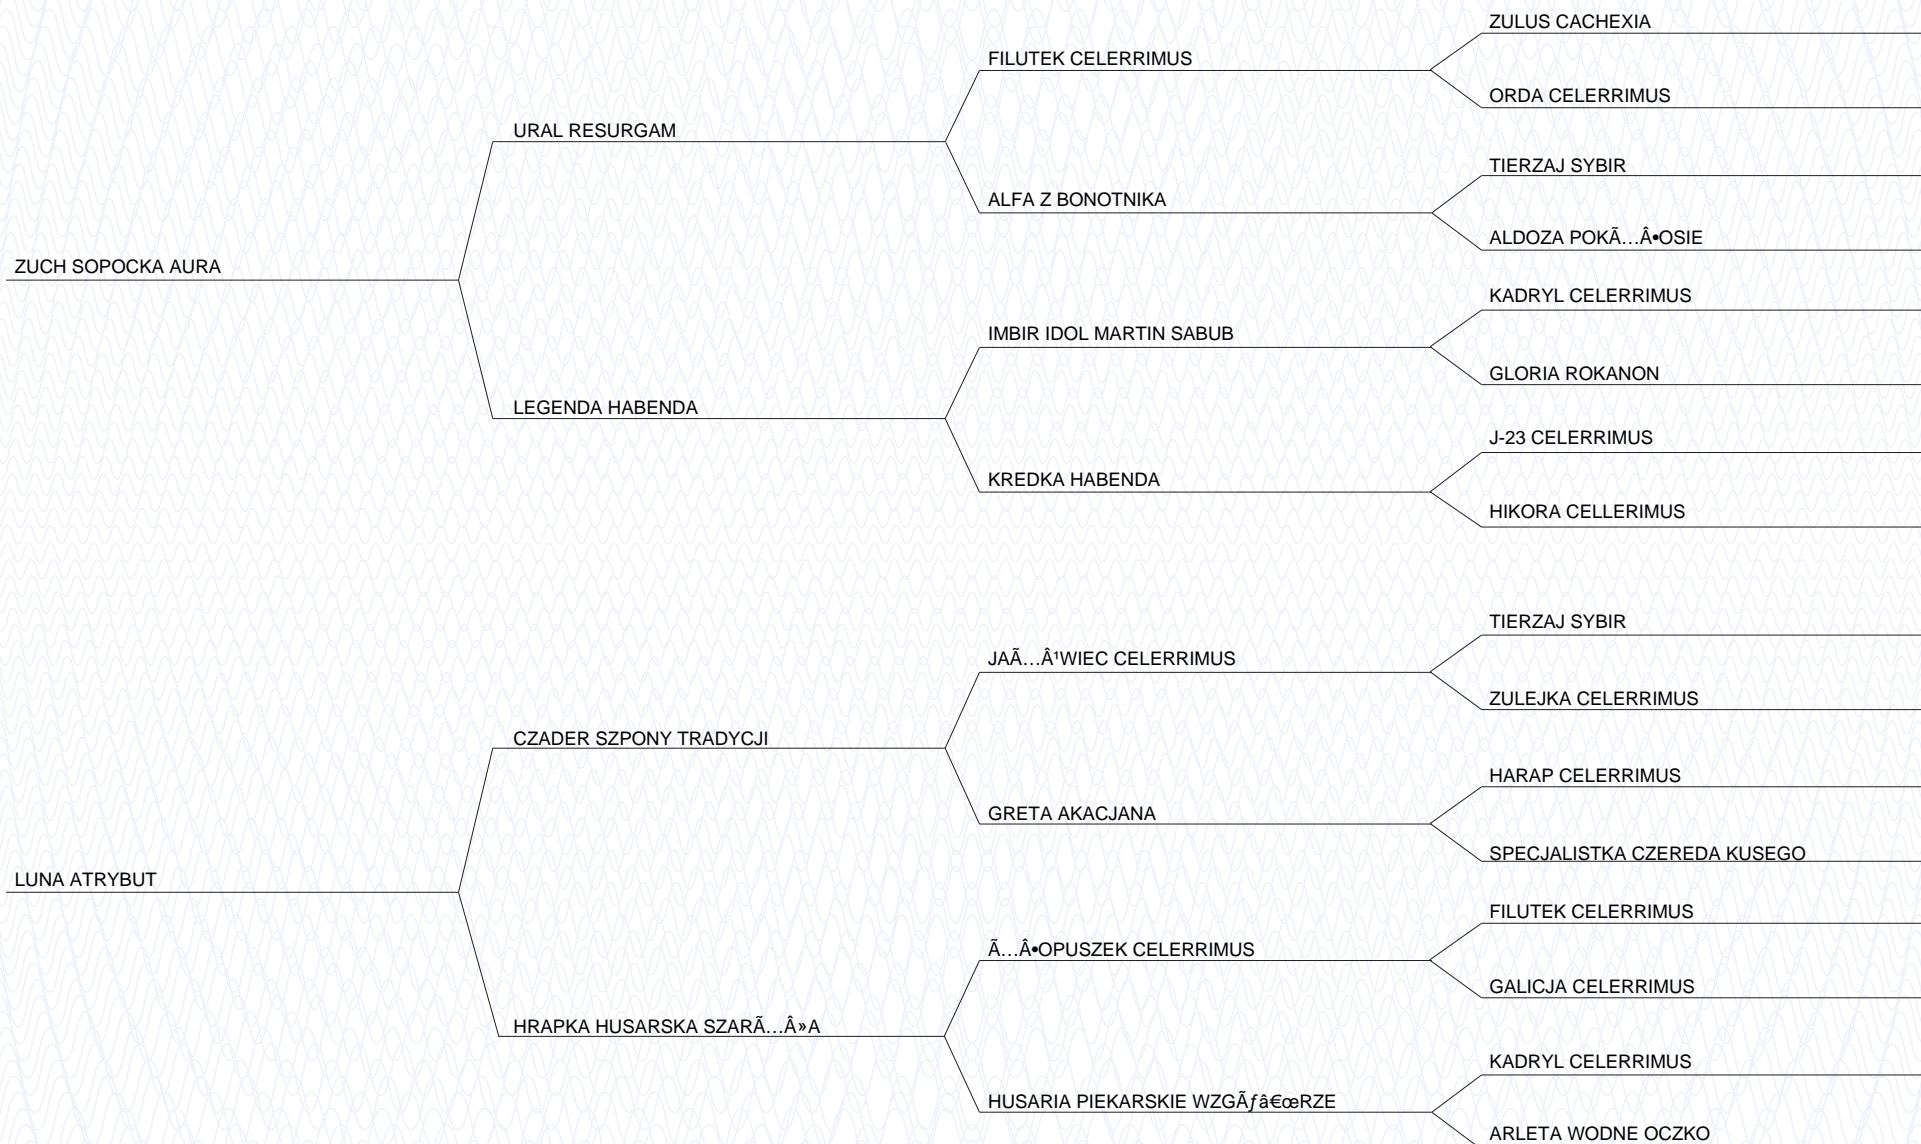 ZULUS CACHEXIA
FILUTEK CELERRIMUS
ORDA CELERRIMUS
URAL RESURGAM
TIERZAJ SYBIR
ALFA Z BONOTNIKA
ALDOZA POKÃ…Â•OSIE
ZUCH SOPOCKA AURA
KADRYL CELERRIMUS
IMBIR IDOL MARTIN SABUB
GLORIA ROKANON
LEGENDA HABENDA
J-23 CELERRIMUS
KREDKA HABENDA
HIKORA CELLERIMUS
TIERZAJ SYBIR
JAÃ…Â¹WIEC CELERRIMUS
ZULEJKA CELERRIMUS
CZADER SZPONY TRADYCJI
HARAP CELERRIMUS
GRETA AKACJANA
SPECJALISTKA CZEREDA KUSEGO
LUNA ATRYBUT
FILUTEK CELERRIMUS
Ã…Â•OPUSZEK CELERRIMUS
GALICJA CELERRIMUS
HRAPKA HUSARSKA SZARÃ…Â»A
KADRYL CELERRIMUS
HUSARIA PIEKARSKIE WZGÃƒâ€œRZE
ARLETA WODNE OCZKO